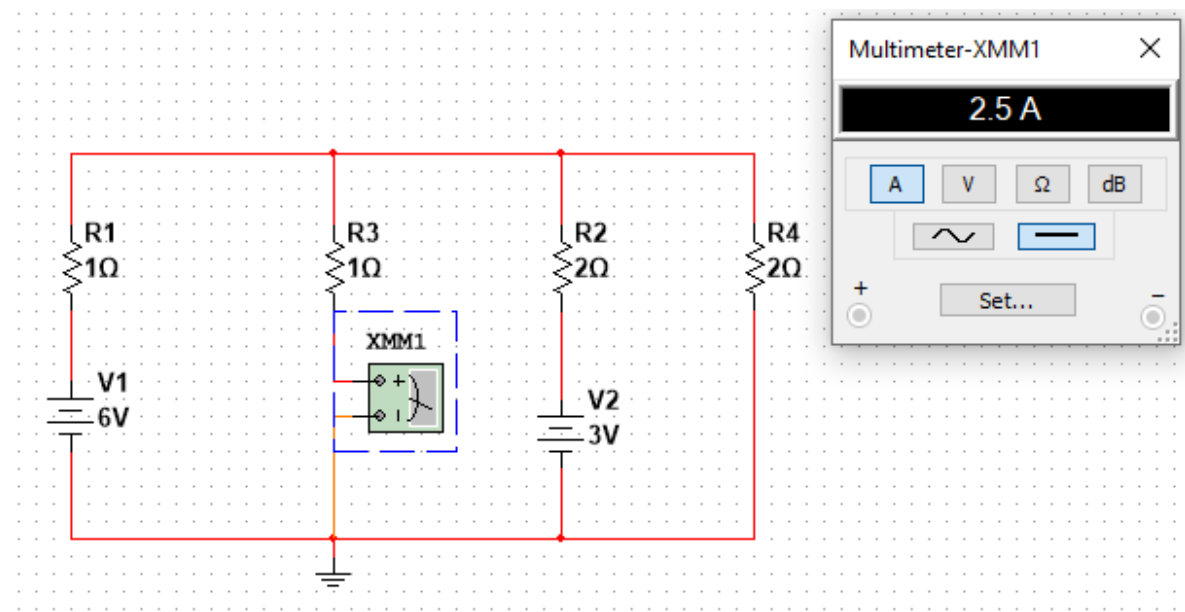 Multimeter-XMM1
2.5 A
A V Ω dB
+ Set... −
R1
1Ω
R3
1Ω
R2
2Ω
R4
2Ω
XMM1
+
V1
6V
V2
3V